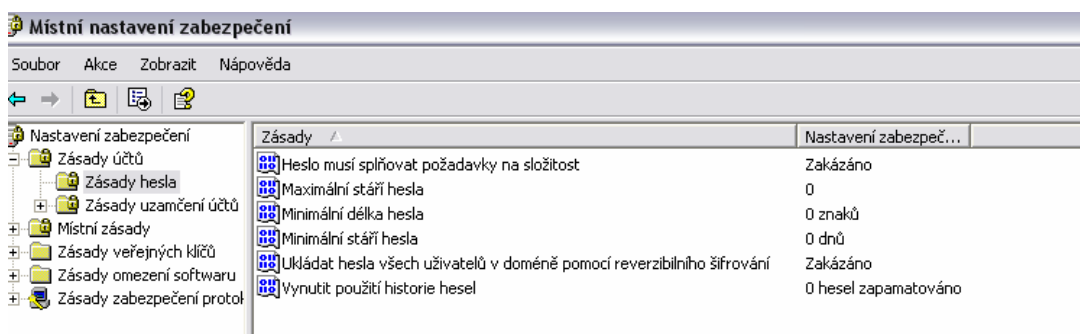 Místní nastavení zabezpečení
Soubor Akce Zobrazit Nápověda
Nastavení zabezpečení
Zásady účtů
Zásady hesla
Zásady uzamčení účtů
Místní zásady
Zásady veřejných klíčů
Zásady omezení softwaru
Zásady zabezpečení protok
Zásady Nastavení zabezpeč...
Heslo musí splňovat požadavky na složitost Zakázáno
Maximální stáří hesla 0
Minimální délka hesla 0 znaků
Minimální stáří hesla 0 dnů
Ukládat hesla všech uživatelů v doméně pomocí reverzibilního šifrování Zakázáno
Vynutit použití historie hesel 0 hesel zapamatováno